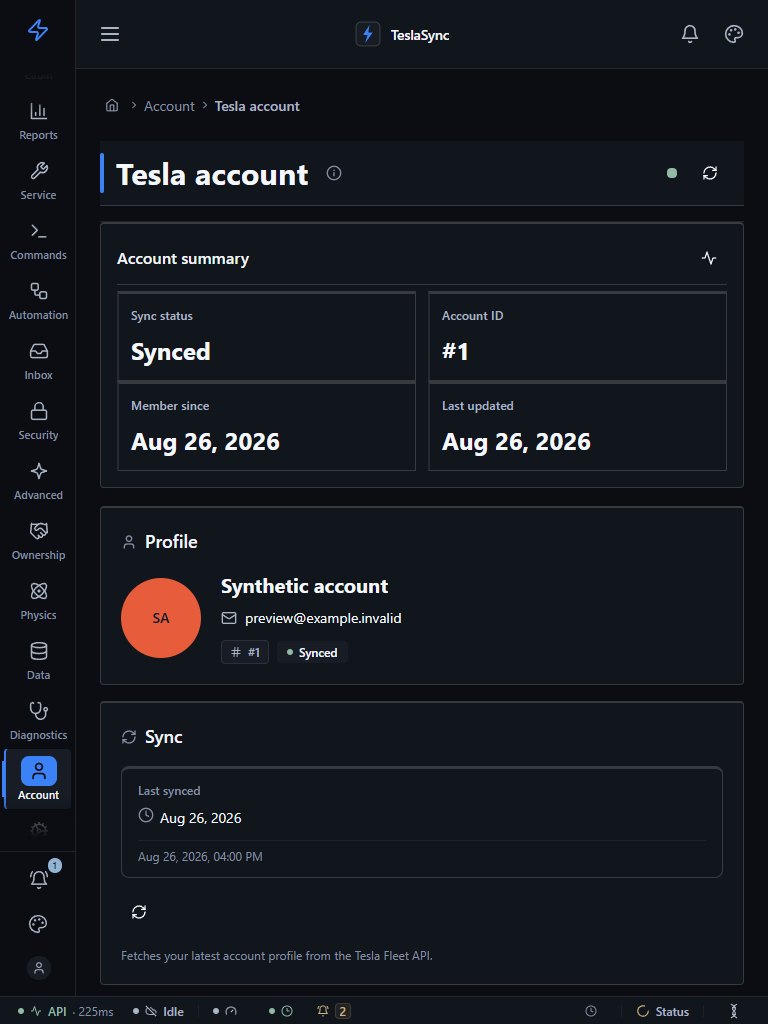 TeslaSync
Account
Tesla account
Reports
Service
Commands
Automation
Inbox
Security
Advanced
Ownership
Physics
Data
Diagnostics
Account
1
Tesla account
Account summary
Sync status
Synced
Account ID
#1
Member since
Aug 26, 2026
Last updated
Aug 26, 2026
Profile
SA
Synthetic account
preview@example.invalid
#1
Synced
Sync
Last synced
Aug 26, 2026
Aug 26, 2026, 04:00 PM
Fetches your latest account profile from the Tesla Fleet API.
API · 225ms
Idle
2
Status